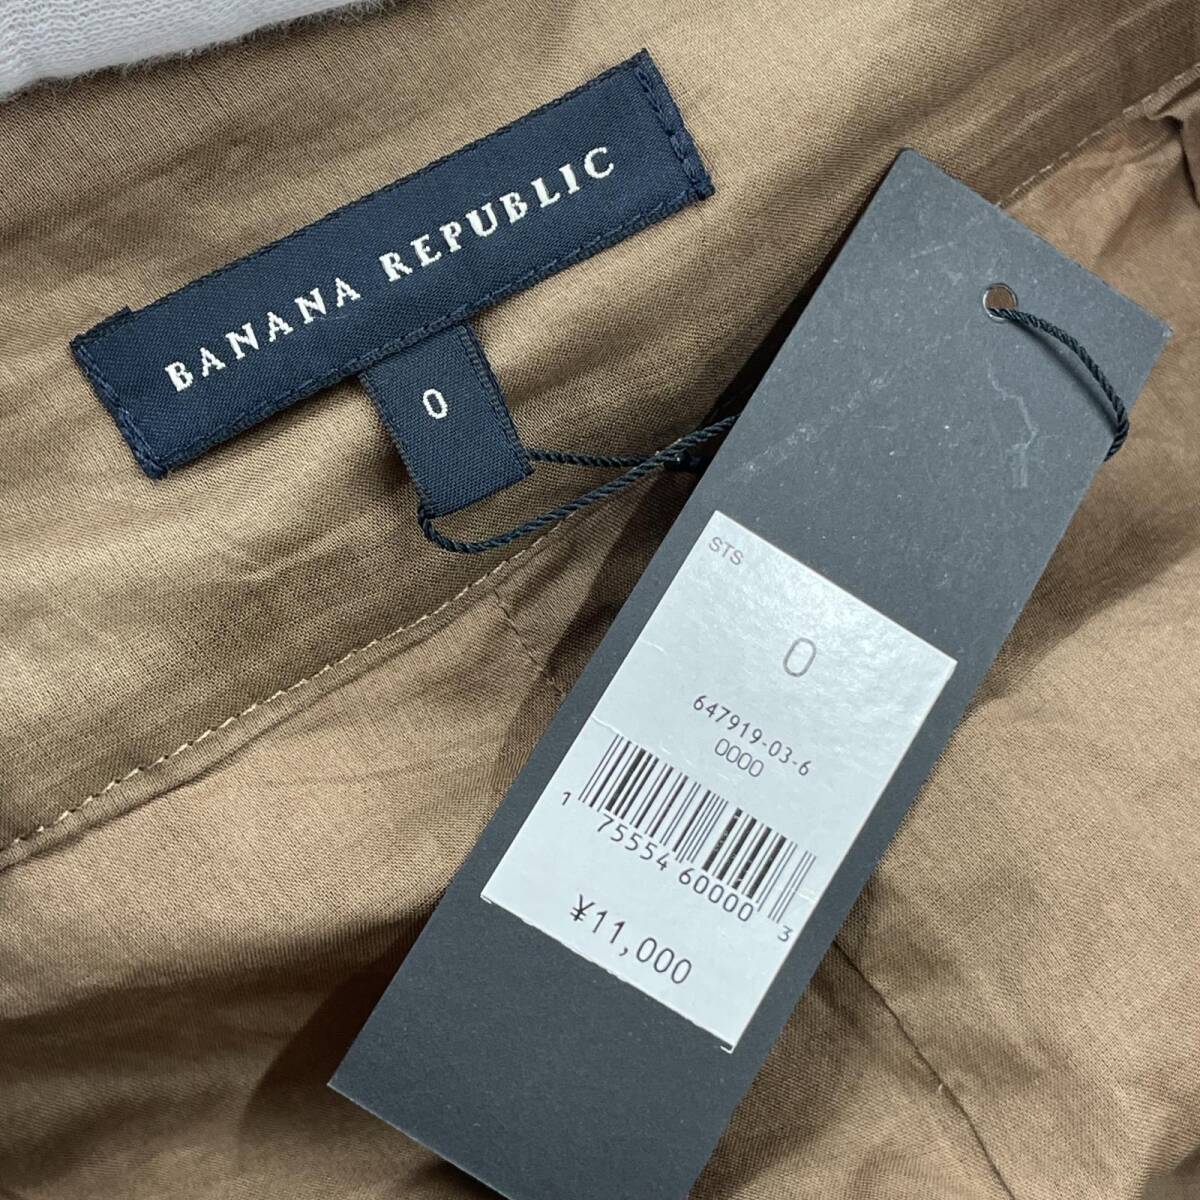 BANANA REPUBLIC
0
STS
0
647919-03-6
0000
1 75554 60000 3
¥11,000